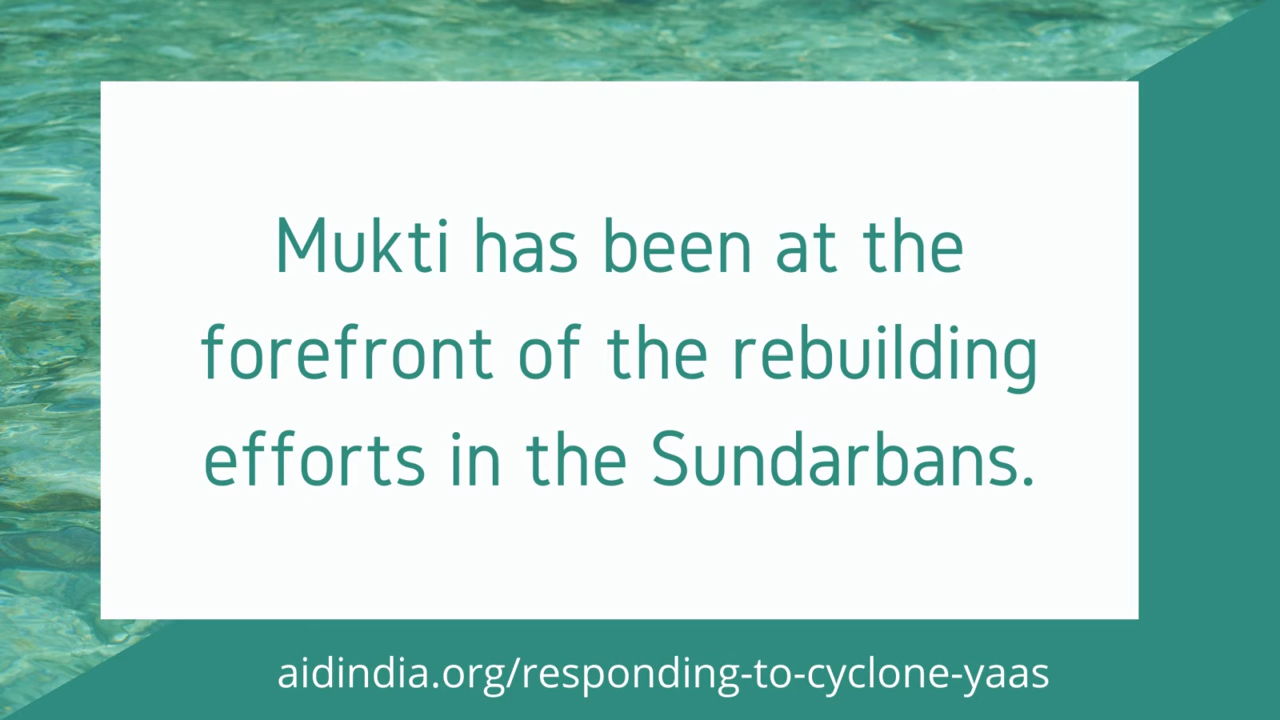 Mukti has been at the
forefront of the rebuilding
efforts in the Sundarbans.
aidindia.org/responding-to-cyclone-yaas